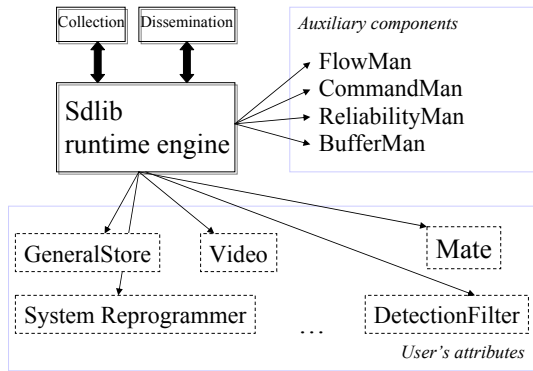 Collection
Dissemination
Auxiliary components
FlowMan
CommandMan
ReliabilityMan
BufferMan
Sdlib
runtime engine
GeneralStore
Video
Mate
System Reprogrammer
...
DetectionFilter
User's attributes